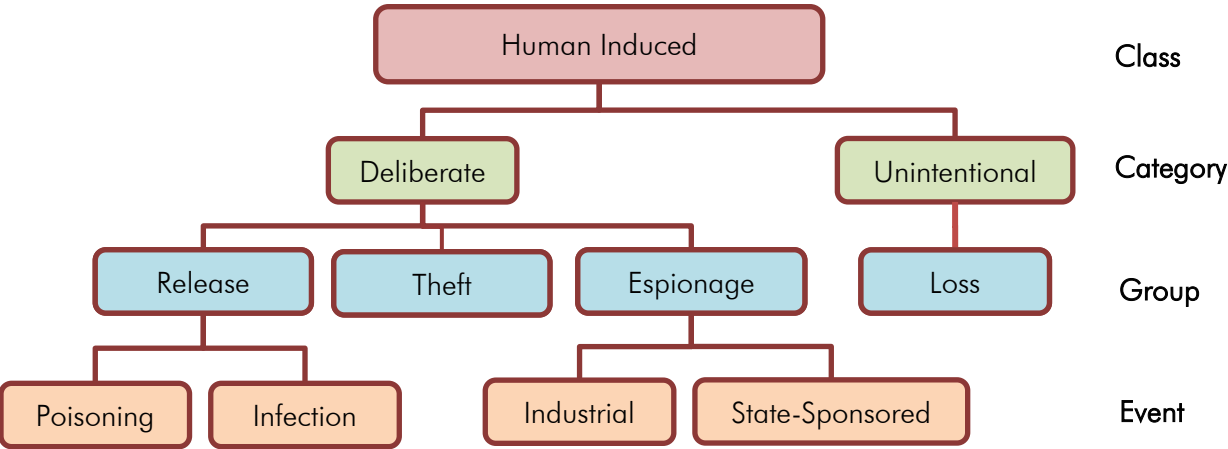 Human Induced
Class
Deliberate
Unintentional
Category
Release
Theft
Espionage
Loss
Group
Poisoning
Infection
Industrial
State-Sponsored
Event